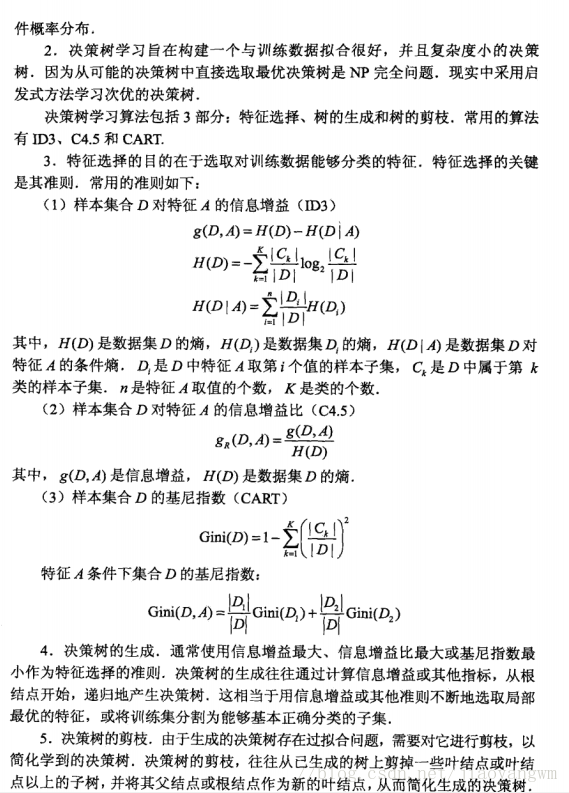 件概率分布.
2．决策树学习旨在构建一个与训练数据拟合很好，并且复杂度小的决策
树．因为从可能的决策树中直接选取最优决策树是 NP 完全问题．现实中采用启
发式方法学习次优的决策树．
决策树学习算法包括 3 部分：特征选择、树的生成和树的剪枝．常用的算法
有 ID3、C4.5 和 CART.
3．特征选择的目的在于选取对训练数据能够分类的特征．特征选择的关键
是其准则．常用的准则如下：
（1）样本集合 D 对特征 A 的信息增益（ID3）
g(D, A) = H(D) − H(D | A)
H(D) = −∑_{k=1}^{K} |C_k|/|D| log₂ |C_k|/|D|
H(D | A) = ∑_{i=1}^{n} |D_i|/|D| H(D_i)
其中，H(D) 是数据集 D 的熵，H(D_i) 是数据集 D_i 的熵，H(D | A) 是数据集 D 对
特征 A 的条件熵．D_i 是 D 中特征 A 取第 i 个值的样本子集，C_k 是 D 中属于第 k
类的样本子集．n 是特征 A 取值的个数，K 是类的个数．
（2）样本集合 D 对特征 A 的信息增益比（C4.5）
g_R(D, A) = g(D, A)/H(D)
其中，g(D, A) 是信息增益，H(D) 是数据集 D 的熵．
（3）样本集合 D 的基尼指数（CART）
Gini(D) = 1 − ∑_{k=1}^{K} (|C_k|/|D|)²
特征 A 条件下集合 D 的基尼指数：
Gini(D, A) = |D₁|/|D| Gini(D₁) + |D₂|/|D| Gini(D₂)
4．决策树的生成．通常使用信息增益最大、信息增益比最大或基尼指数最
小作为特征选择的准则．决策树的生成往往通过计算信息增益或其他指标，从根
结点开始，递归地产生决策树．这相当于用信息增益或其他准则不断地选取局部
最优的特征，或将训练集分割为能够基本正确分类的子集．
5．决策树的剪枝．由于生成的决策树存在过拟合问题，需要对它进行剪枝，以
简化学到的决策树．决策树的剪枝，往往从已生成的树上剪掉一些叶结点或叶结
点以上的子树，并将其父结点或根结点作为新的叶结点，从而简化生成的决策树．